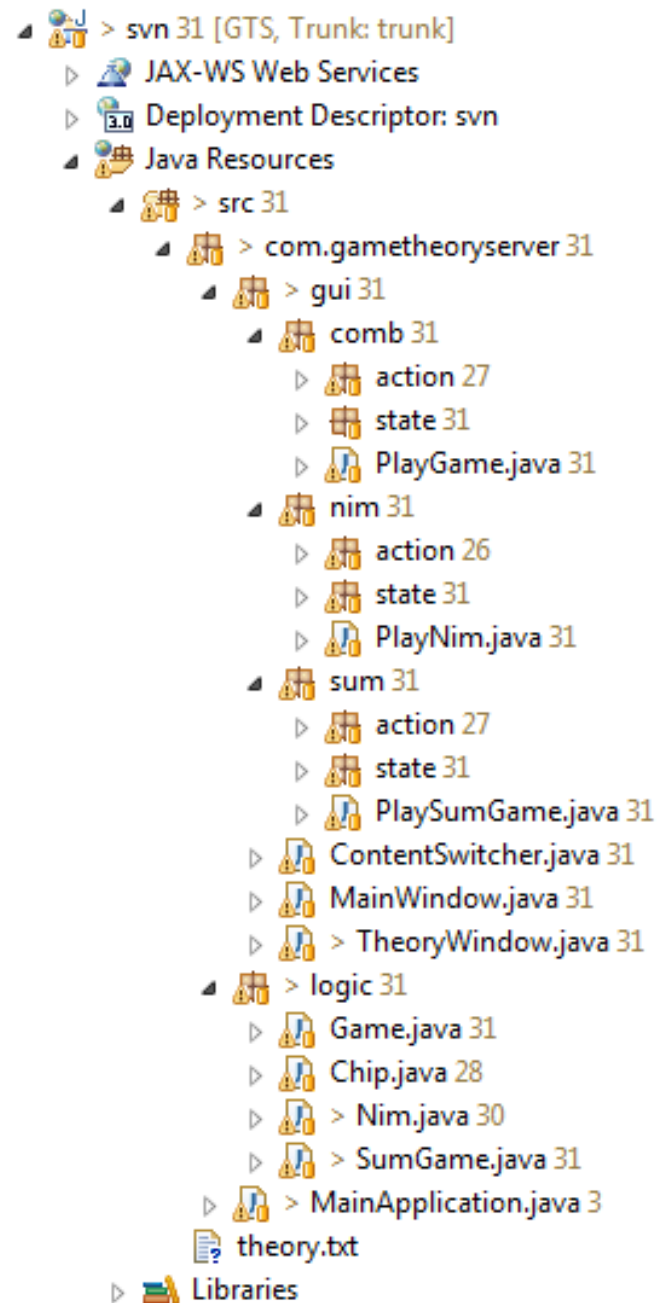 > svn 31 [GTS, Trunk: trunk]
JAX-WS Web Services
3.0 Deployment Descriptor: svn
Java Resources
> src 31
> com.gametheoryserver 31
> gui 31
comb 31
action 27
state 31
PlayGame.java 31
nim 31
action 26
state 31
PlayNim.java 31
sum 31
action 27
state 31
PlaySumGame.java 31
ContentSwitcher.java 31
MainWindow.java 31
> TheoryWindow.java 31
> logic 31
Game.java 31
Chip.java 28
> Nim.java 30
> SumGame.java 31
> MainApplication.java 3
theory.txt
Libraries